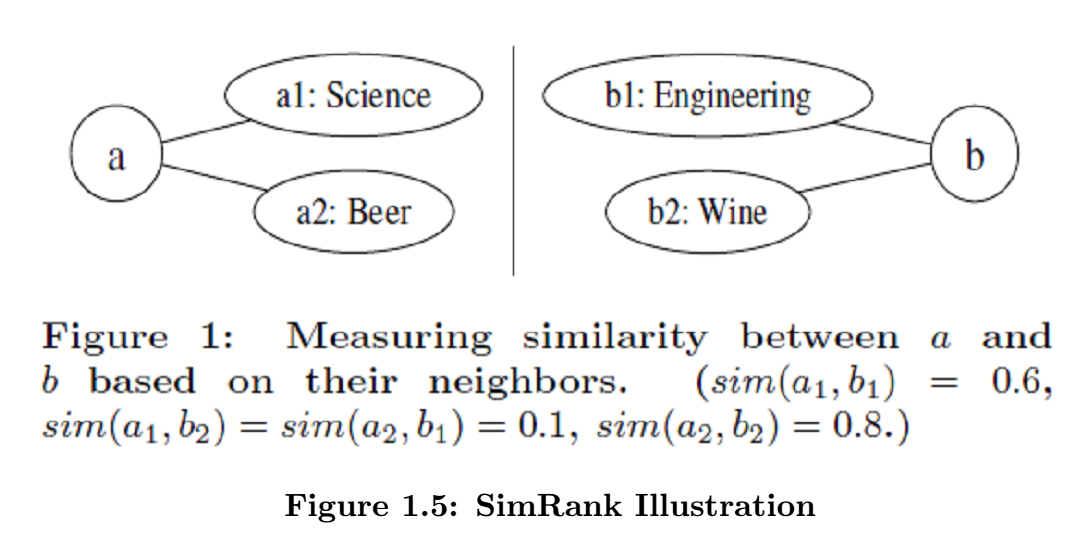 a1: Science
b1: Engineering
a
b
a2: Beer
b2: Wine
Figure 1: Measuring similarity between a and
b based on their neighbors. (sim(a₁, b₁) = 0.6,
sim(a₁, b₂) = sim(a₂, b₁) = 0.1, sim(a₂, b₂) = 0.8.)
Figure 1.5: SimRank Illustration